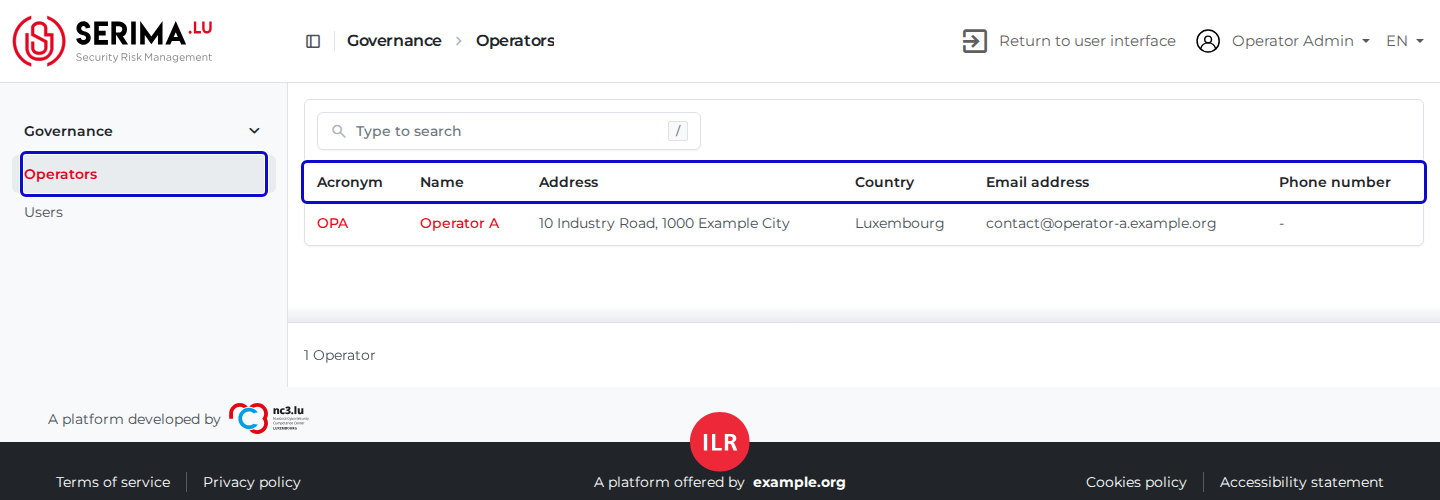 SERIMA.LU
Security Risk Management
Governance > Operators
Return to user interface
Operator Admin
EN
Governance
Operators
Users
Type to search /
Acronym Name Address Country Email address Phone number
OPA Operator A 10 Industry Road, 1000 Example City Luxembourg contact@operator-a.example.org -
1 Operator
A platform developed by
nc3.lu
LUXEMBOURG
ILR
Terms of service
Privacy policy
A platform offered by example.org
Cookies policy
Accessibility statement